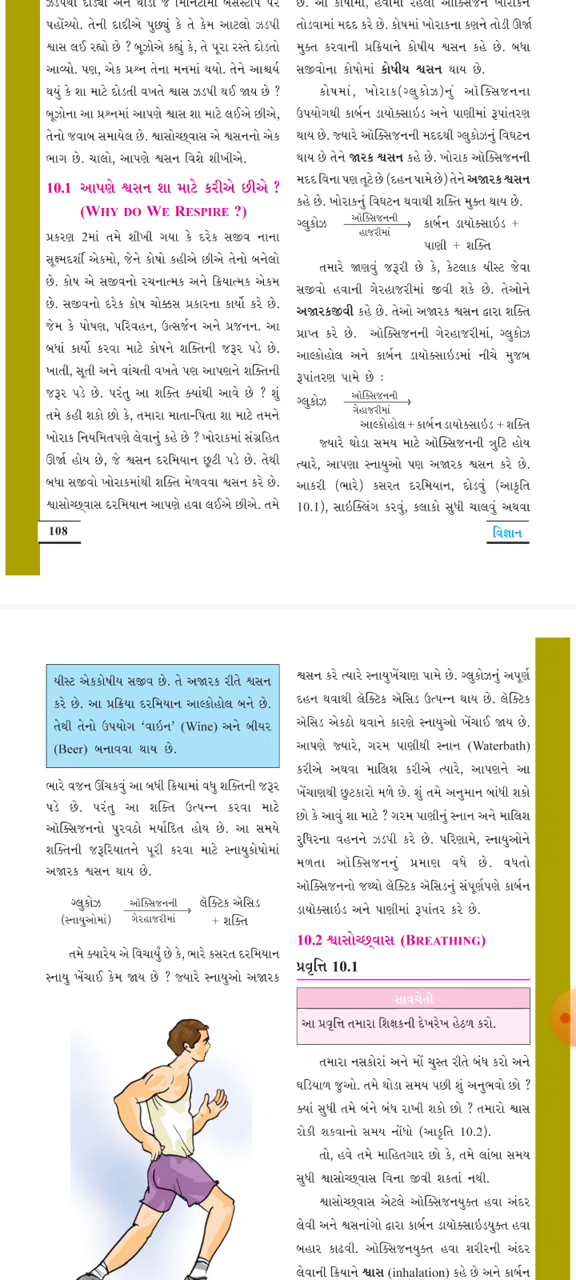 ઝડપથી દોડ્યો અને થોડી જ મિનિટોમાં બસસ્ટોપ પર
પહોંચ્યો. તેની દાદીએ પુછ્યું કે તે કેમ આટલો ઝડપી
શ્વાસ લઈ રહ્યો છે ? બૂઝોએ કહ્યું કે, તે પૂરા રસ્તે દોડતો
આવ્યો. પણ, એક પ્રશ્ન તેના મનમાં થયો. તેને આશ્ચર્ય
થયું કે શા માટે દોડતી વખતે શ્વાસ ઝડપી થઈ જાય છે ?
બૂઝોના આ પ્રશ્નમાં આપણે શ્વાસ શા માટે લઈએ છીએ,
તેનો જવાબ સમાયેલ છે. શ્વાસોચ્છ્વાસ એ શ્વસનનો એક
ભાગ છે. ચાલો, આપણે શ્વસન વિશે શીખીએ.
10.1 આપણે શ્વસન શા માટે કરીએ છીએ ?
(WHY DO WE RESPIRE ?)
પ્રકરણ 2માં તમે શીખી ગયા કે દરેક સજીવ નાના
સૂક્ષ્મદર્શી એકમો, જેને કોષો કહીએ છીએ તેનો બનેલો
છે. કોષ એ સજીવનો રચનાત્મક અને ક્રિયાત્મક એકમ
છે. સજીવનો દરેક કોષ ચોક્કસ પ્રકારના કાર્યો કરે છે.
જેમ કે પોષણ, પરિવહન, ઉત્સર્જન અને પ્રજનન. આ
બધાં કાર્યો કરવા માટે કોષને શક્તિની જરૂર પડે છે.
ખાતી, સૂતી અને વાંચતી વખતે પણ આપણને શક્તિની
જરૂર પડે છે. પરંતુ આ શક્તિ ક્યાંથી આવે છે ? શું
તમે કહી શકો છો કે, તમારા માતા-પિતા શા માટે તમને
ખોરાક નિયમિતપણે લેવાનું કહે છે ? ખોરાકમાં સંગ્રહિત
ઊર્જા હોય છે, જે શ્વસન દરમિયાન છૂટી પડે છે. તેથી
બધા સજીવો ખોરાકમાંથી શક્તિ મેળવવા શ્વસન કરે છે.
શ્વાસોચ્છ્વાસ દરમિયાન આપણે હવા લઈએ છીએ. તમે
છે. આ કોષોમાં, હવામાં રહેલો ઑક્સિજન ખોરાકને
તોડવામાં મદદ કરે છે. કોષમાં ખોરાકના કણને તોડી ઊર્જા
મુક્ત કરવાની પ્રક્રિયાને કોષીય શ્વસન કહે છે. બધા
સજીવોના કોષોમાં કોષીય શ્વસન થાય છે.
કોષમાં, ખોરાક(ગ્લુકોઝ)નું ઑક્સિજનના
ઉપયોગથી કાર્બન ડાયૉક્સાઇડ અને પાણીમાં રૂપાંતરણ
થાય છે. જ્યારે ઑક્સિજનની મદદથી ગ્લુકોઝનું વિઘટન
થાય છે તેને જારક શ્વસન કહે છે. ખોરાક ઑક્સિજનની
મદદ વિના પણ તૂટે છે (દહન પામે છે) તેને અજારક શ્વસન
કહે છે. ખોરાકનું વિઘટન થવાથી શક્તિ મુક્ત થાય છે.
ગ્લુકોઝ ઑક્સિજનની હાજરીમાં → કાર્બન ડાયૉક્સાઇડ +
પાણી + શક્તિ
તમારે જાણવું જરૂરી છે કે, કેટલાક યીસ્ટ જેવા
સજીવો હવાની ગેરહાજરીમાં જીવી શકે છે. તેઓને
અજારકજીવી કહે છે. તેઓ અજારક શ્વસન દ્વારા શક્તિ
પ્રાપ્ત કરે છે. ઑક્સિજનની ગેરહાજરીમાં, ગ્લુકોઝ
આલ્કોહોલ અને કાર્બન ડાયૉક્સાઇડમાં નીચે મુજબ
રૂપાંતરણ પામે છે :
ગ્લુકોઝ ઑક્સિજનની ગેરહાજરીમાં →
આલ્કોહોલ + કાર્બન ડાયૉક્સાઇડ + શક્તિ
જ્યારે થોડા સમય માટે ઑક્સિજનની ત્રુટિ હોય
ત્યારે, આપણા સ્નાયુઓ પણ અજારક શ્વસન કરે છે.
આકરી (ભારે) કસરત દરમિયાન, દોડવું (આકૃતિ
10.1), સાઇક્લિંગ કરવું, કલાકો સુધી ચાલવું અથવા
108
વિજ્ઞાન
યીસ્ટ એકકોષીય સજીવ છે. તે અજારક રીતે શ્વસન
કરે છે. આ પ્રક્રિયા દરમિયાન આલ્કોહોલ બને છે.
તેથી તેનો ઉપયોગ ‘વાઇન’ (Wine) અને બીયર
(Beer) બનાવવા થાય છે.
ભારે વજન ઊંચકવું આ બધી ક્રિયામાં વધુ શક્તિની જરૂર
પડે છે. પરંતુ આ શક્તિ ઉત્પન્ન કરવા માટે
ઑક્સિજનનો પુરવઠો મર્યાદિત હોય છે. આ સમયે
શક્તિની જરૂરિયાતને પૂરી કરવા માટે સ્નાયુકોષોમાં
અજારક શ્વસન થાય છે.
ગ્લુકોઝ ઑક્સિજનની → લેક્ટિક ઍસિડ
(સ્નાયુઓમાં) ગેરહાજરીમાં + શક્તિ
તમે ક્યારેય એ વિચાર્યું છે કે, ભારે કસરત દરમિયાન
સ્નાયુ ખેંચાઈ કેમ જાય છે ? જ્યારે સ્નાયુઓ અજારક
શ્વસન કરે ત્યારે સ્નાયુખેંચાણ પામે છે. ગ્લુકોઝનું અપૂર્ણ
દહન થવાથી લેક્ટિક ઍસિડ ઉત્પન્ન થાય છે. લેક્ટિક
ઍસિડ એકઠો થવાને કારણે સ્નાયુઓ ખેંચાઈ જાય છે.
આપણે જ્યારે, ગરમ પાણીથી સ્નાન (Waterbath)
કરીએ અથવા માલિશ કરીએ ત્યારે, આપણને આ
ખેંચાણથી છુટકારો મળે છે. શું તમે અનુમાન બાંધી શકો
છો કે આવું શા માટે ? ગરમ પાણીનું સ્નાન અને માલિશ
રુધિરના વહનને ઝડપી કરે છે. પરિણામે, સ્નાયુઓને
મળતા ઑક્સિજનનું પ્રમાણ વધે છે. વધતો
ઑક્સિજનનો જથ્થો લેક્ટિક ઍસિડનું સંપૂર્ણપણે કાર્બન
ડાયૉક્સાઇડ અને પાણીમાં રૂપાંતર કરે છે.
10.2 શ્વાસોચ્છ્વાસ (BREATHING)
પ્રવૃત્તિ 10.1
સાવચેતી
આ પ્રવૃત્તિ તમારા શિક્ષકની દેખરેખ હેઠળ કરો.
તમારા નસકોરાં અને મોં ચુસ્ત રીતે બંધ કરો અને
ઘડિયાળ જુઓ. તમે થોડા સમય પછી શું અનુભવો છો ?
ક્યાં સુધી તમે બંને બંધ રાખી શકો છો ? તમારો શ્વાસ
રોકી શકવાનો સમય નોંધો (આકૃતિ 10.2).
તો, હવે તમે માહિતગાર છો કે, તમે લાંબા સમય
સુધી શ્વાસોચ્છ્વાસ વિના જીવી શકતાં નથી.
શ્વાસોચ્છ્વાસ એટલે ઑક્સિજનયુક્ત હવા અંદર
લેવી અને શ્વસનાંગો દ્વારા કાર્બન ડાયૉક્સાઇડયુક્ત હવા
બહાર કાઢવી. ઑક્સિજનયુક્ત હવા શરીરની અંદર
લેવાની ક્રિયાને શ્વાસ (inhalation) કહે છે અને કાર્બન